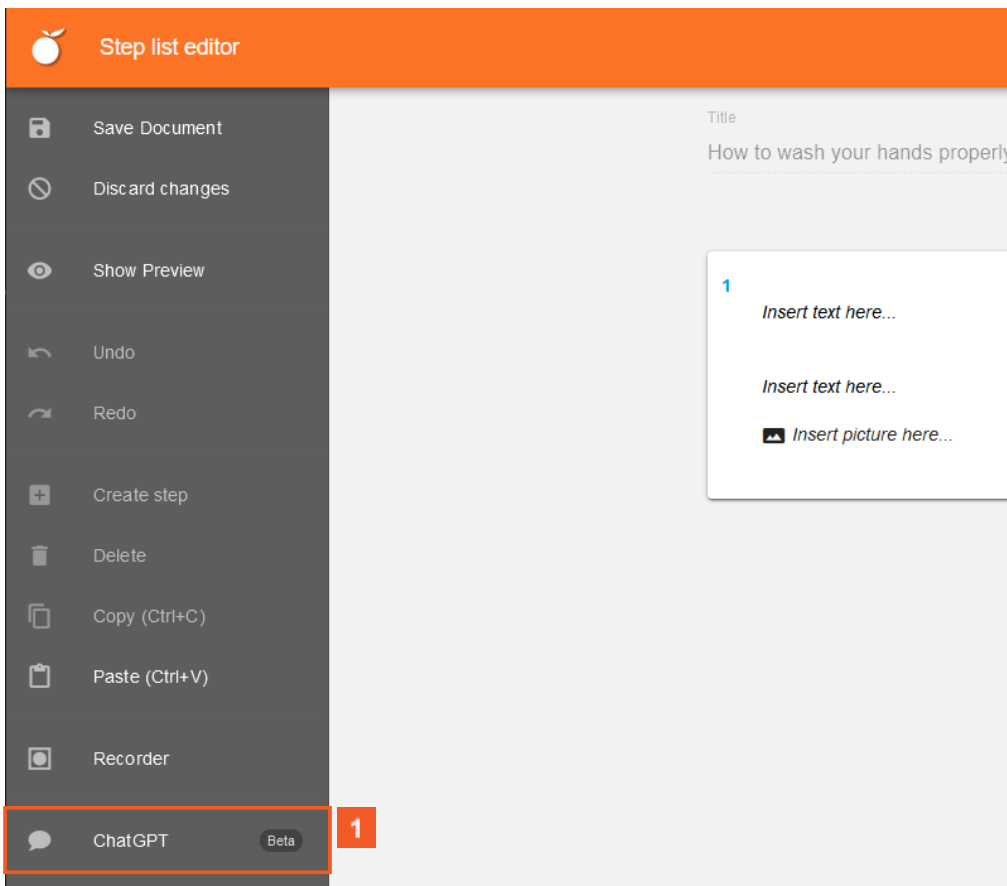 Step list editor
Save Document
Discard changes
Show Preview
Undo
Redo
Create step
Delete
Copy (Ctrl+C)
Paste (Ctrl+V)
Recorder
ChatGPT Beta
1
Title
How to wash your hands properly
1
Insert text here...
Insert text here...
Insert picture here...